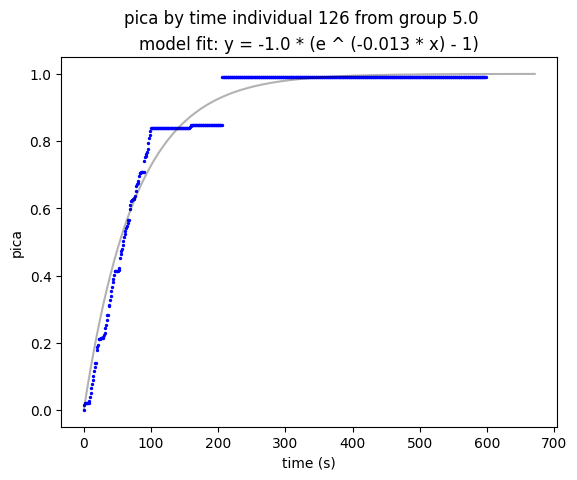 pica by time individual 126 from group 5.0
model fit: y = -1.0 * (e ^ (-0.013 * x) - 1)
1.0
0.8
0.6
0.4
0.2
0.0
pica
0 100 200 300 400 500 600 700
time (s)